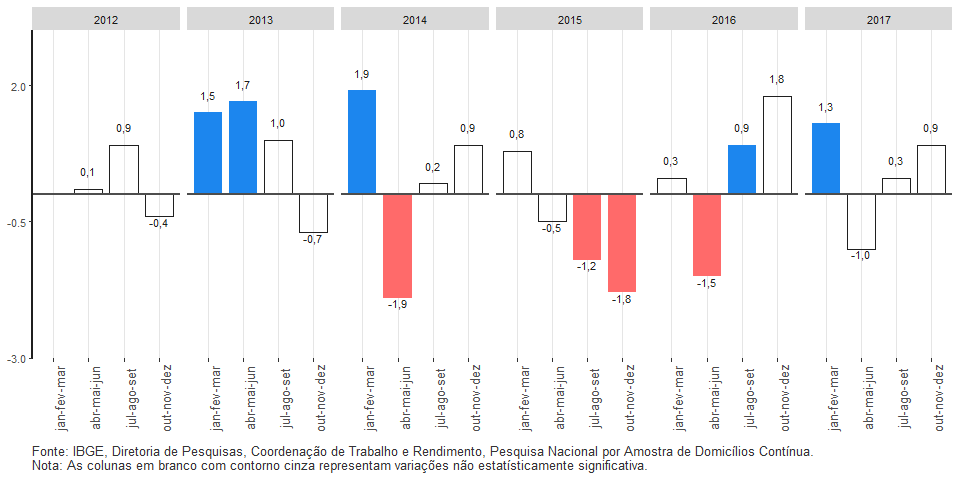 2012 2013 2014 2015 2016 2017
2.0
-0.5
-3.0
0,1 0,9 -0,4
1,5 1,7 1,0 -0,7
1,9 -1,9 0,2 0,9
0,8 -0,5 -1,2 -1,8
0,3 -1,5 0,9 1,8
1,3 -1,0 0,3 0,9
jan-fev-mar abr-mai-jun jul-ago-set out-nov-dez
jan-fev-mar abr-mai-jun jul-ago-set out-nov-dez
jan-fev-mar abr-mai-jun jul-ago-set out-nov-dez
jan-fev-mar abr-mai-jun jul-ago-set out-nov-dez
jan-fev-mar abr-mai-jun jul-ago-set out-nov-dez
jan-fev-mar abr-mai-jun jul-ago-set out-nov-dez
Fonte: IBGE, Diretoria de Pesquisas, Coordenação de Trabalho e Rendimento, Pesquisa Nacional por Amostra de Domicílios Contínua.
Nota: As colunas em branco com contorno cinza representam variações não estatísticamente significativa.